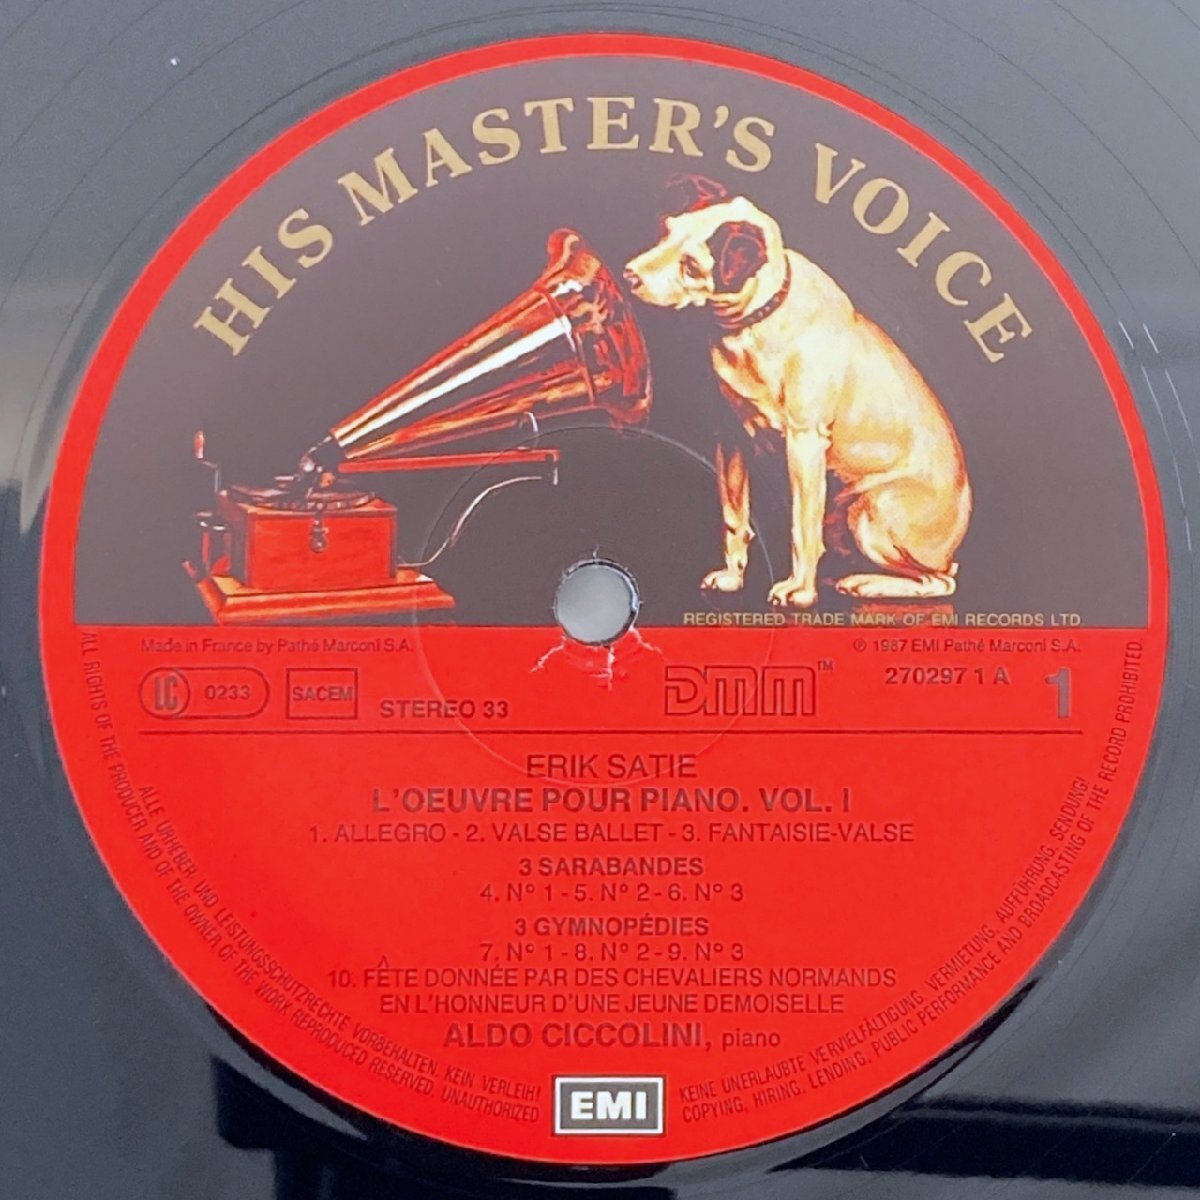 HIS MASTER'S VOICE
REGISTERED TRADE MARK OF EMI RECORDS LTD
Made in France by Pathé Marconi S.A.
℗ 1987 EMI Pathé Marconi S.A.
LC 0233
SACEM
STEREO 33
DMM™
270297 1 A
1
ERIK SATIE
L'OEUVRE POUR PIANO. VOL. I
1. ALLEGRO - 2. VALSE BALLET - 3. FANTAISIE-VALSE
3 SARABANDES
4. N° 1 - 5. N° 2 - 6. N° 3
3 GYMNOPÉDIES
7. N° 1 - 8. N° 2 - 9. N° 3
10. FÊTE DONNÉE PAR DES CHEVALIERS NORMANDS
EN L'HONNEUR D'UNE JEUNE DEMOISELLE
ALDO CICCOLINI, piano
EMI
ALLE URHEBER- UND LEISTUNGSSCHUTZRECHTE VORBEHALTEN. KEIN VERLEIH! KEINE UNERLAUBTE VERVIELFÄLTIGUNG, VERMIETUNG, AUFFÜHRUNG, SENDUNG!
ALL RIGHTS OF THE PRODUCER AND OF THE OWNER OF THE WORK REPRODUCED RESERVED. UNAUTHORIZED COPYING, HIRING, LENDING, PUBLIC PERFORMANCE AND BROADCASTING OF THE RECORD PROHIBITED